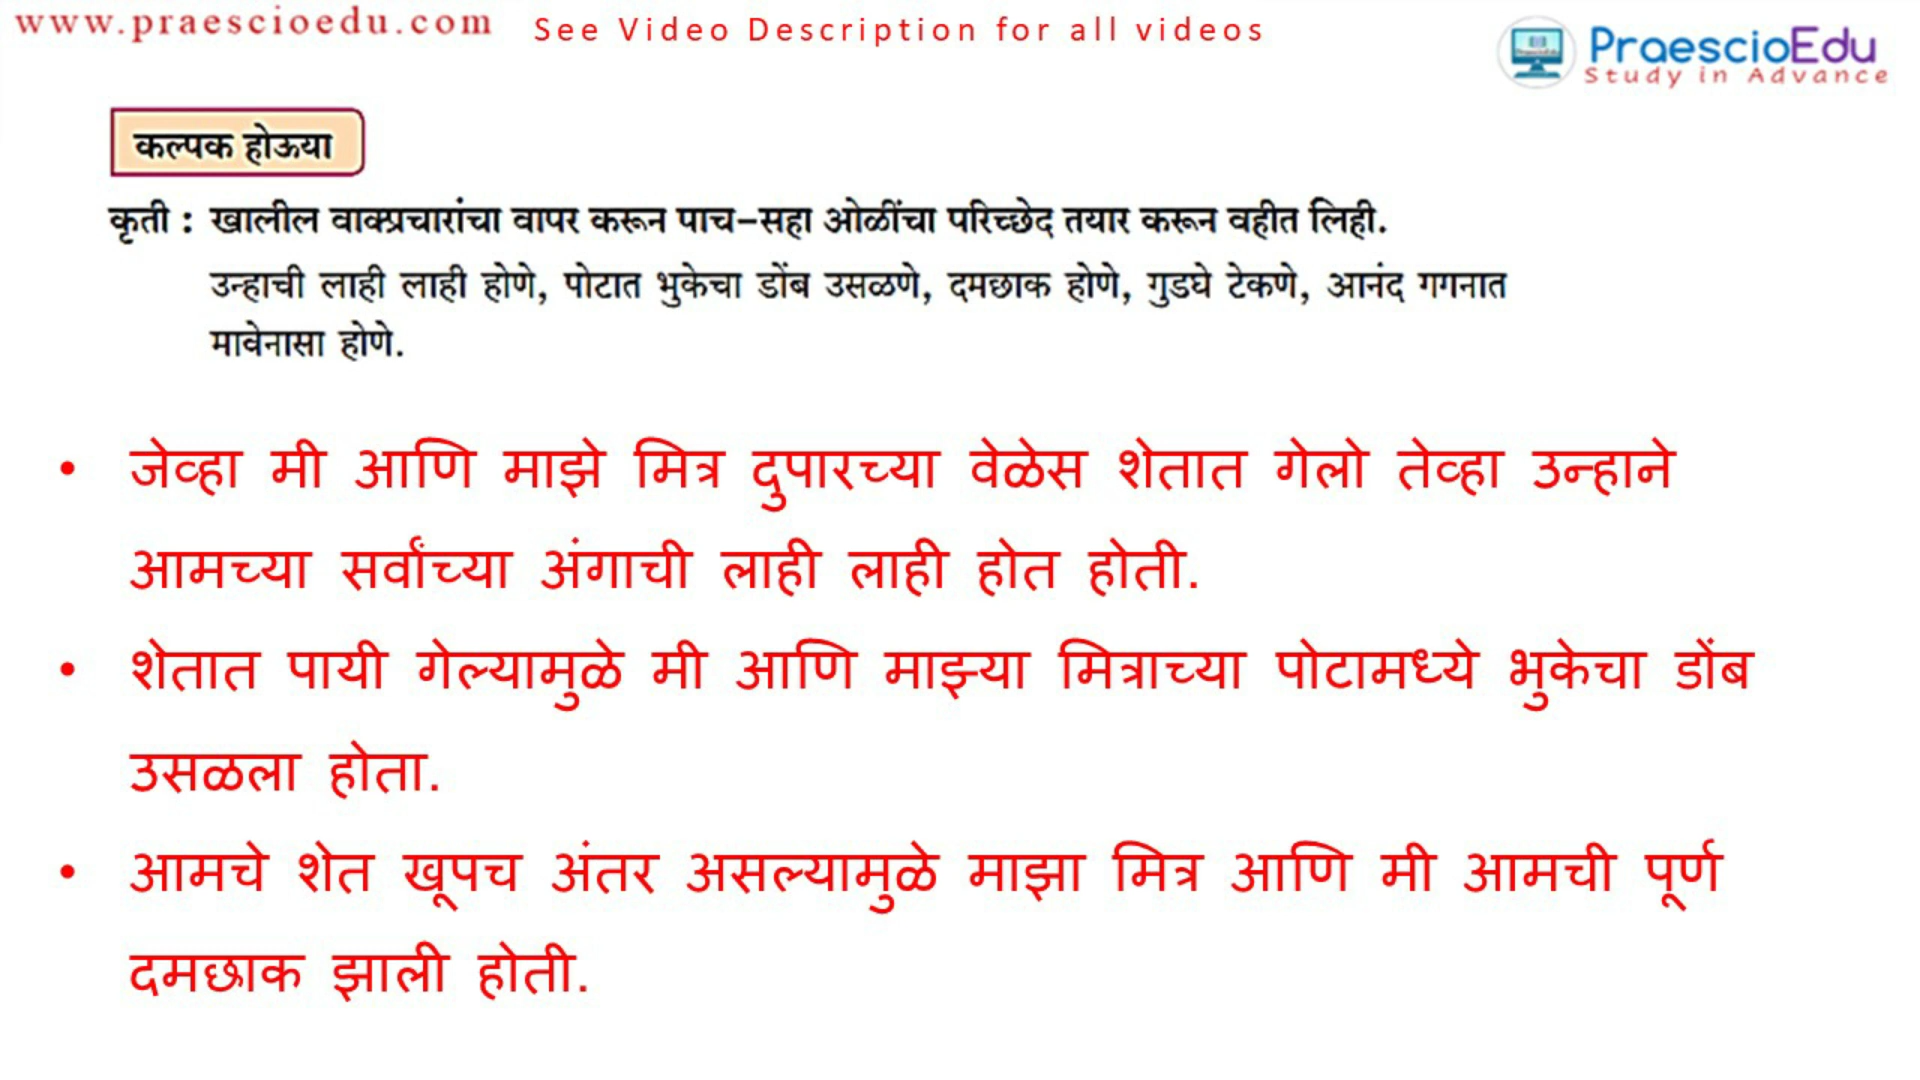 www.praescioedu.com See Video Description for all videos
PraescioEdu
Study in Advance
कल्पक होऊया
कृती : खालील वाक्प्रचारांचा वापर करून पाच-सहा ओळींचा परिच्छेद तयार करून वहीत लिही.
उन्हाची लाही लाही होणे, पोटात भुकेचा डोंब उसळणे, दमछाक होणे, गुडघे टेकणे, आनंद गगनात
मावेनासा होणे.
• जेव्हा मी आणि माझे मित्र दुपारच्या वेळेस शेतात गेलो तेव्हा उन्हाने
आमच्या सर्वांच्या अंगाची लाही लाही होत होती.
• शेतात पायी गेल्यामुळे मी आणि माझ्या मित्राच्या पोटामध्ये भुकेचा डोंब
उसळला होता.
• आमचे शेत खूपच अंतर असल्यामुळे माझा मित्र आणि मी आमची पूर्ण
दमछाक झाली होती.